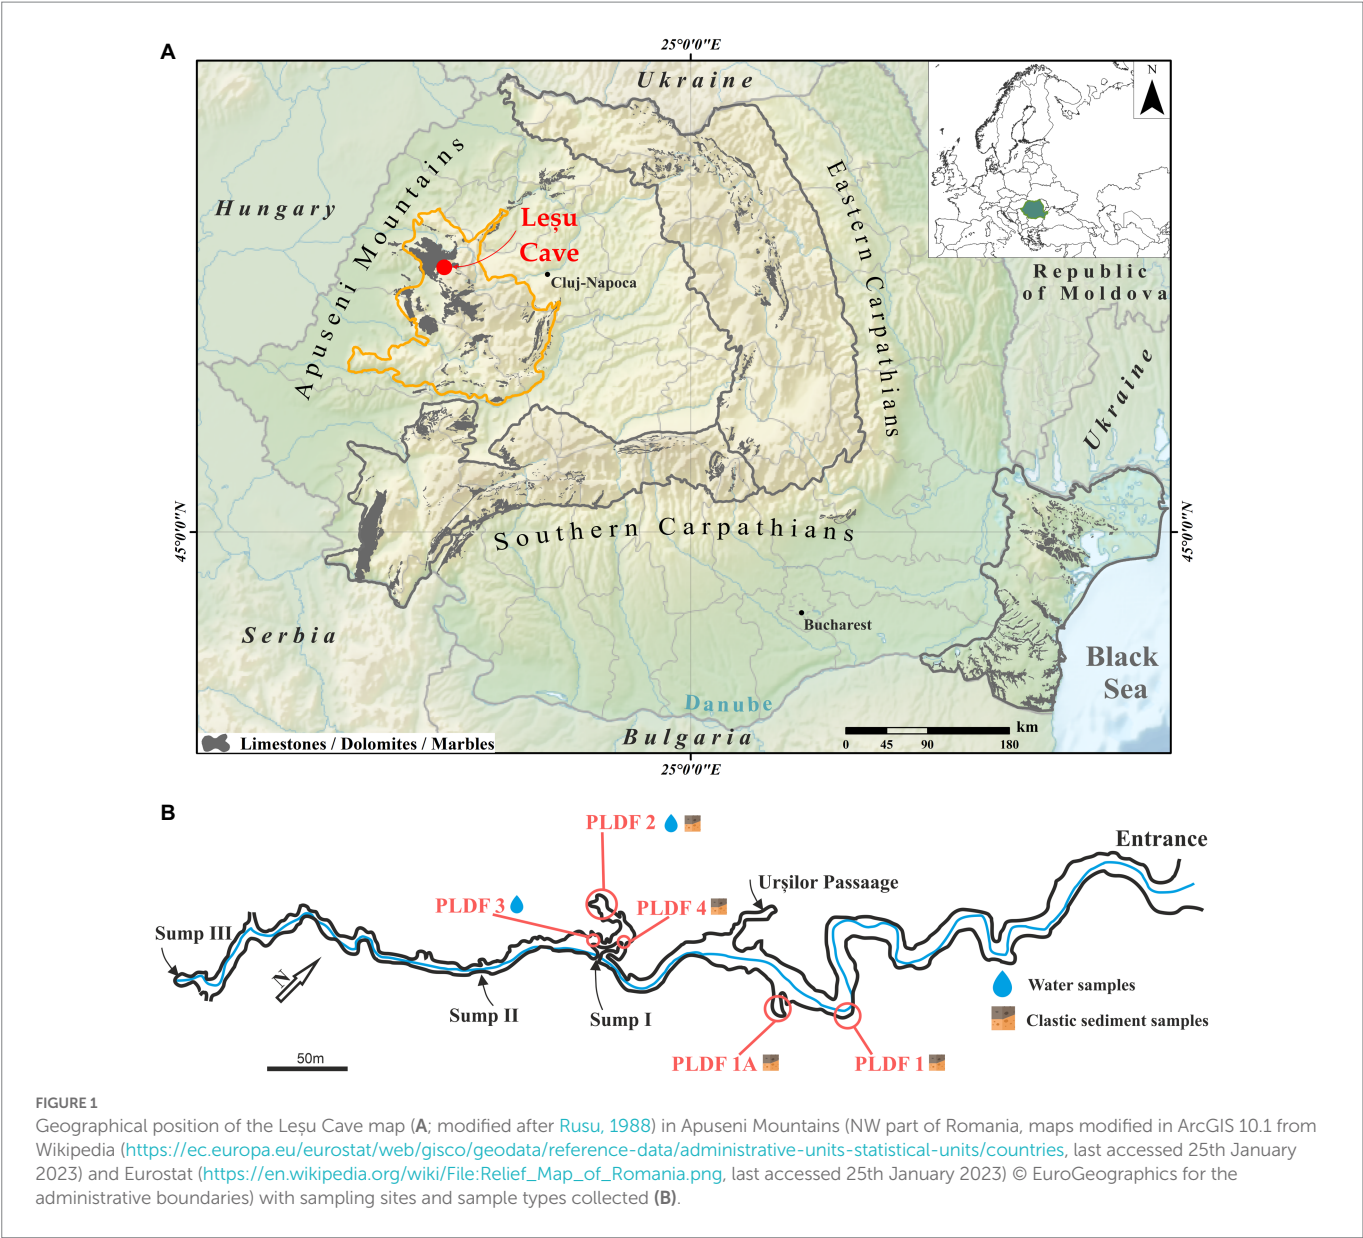 A
25°0'0"E
Ukraine
N
Hungary
Apuseni Mountains
Leșu
Cave
Cluj-Napoca
Eastern Carpathians
Republic
of Moldova
Ukraine
45°0'0"N
45°0'0"N
Southern Carpathians
Serbia
Bucharest
Black
Sea
Danube
Bulgaria
Limestones / Dolomites / Marbles
km
0 45 90 180
25°0'0"E
B
PLDF 2
Entrance
Urșilor Passaage
PLDF 3
PLDF 4
Sump III
N
Sump II
Sump I
Water samples
Clastic sediment samples
50m
PLDF 1A
PLDF 1
FIGURE 1
Geographical position of the Leșu Cave map (A; modified after Rusu, 1988) in Apuseni Mountains (NW part of Romania, maps modified in ArcGIS 10.1 from
Wikipedia (https://ec.europa.eu/eurostat/web/gisco/geodata/reference-data/administrative-units-statistical-units/countries, last accessed 25th January
2023) and Eurostat (https://en.wikipedia.org/wiki/File:Relief_Map_of_Romania.png, last accessed 25th January 2023) © EuroGeographics for the
administrative boundaries) with sampling sites and sample types collected (B).